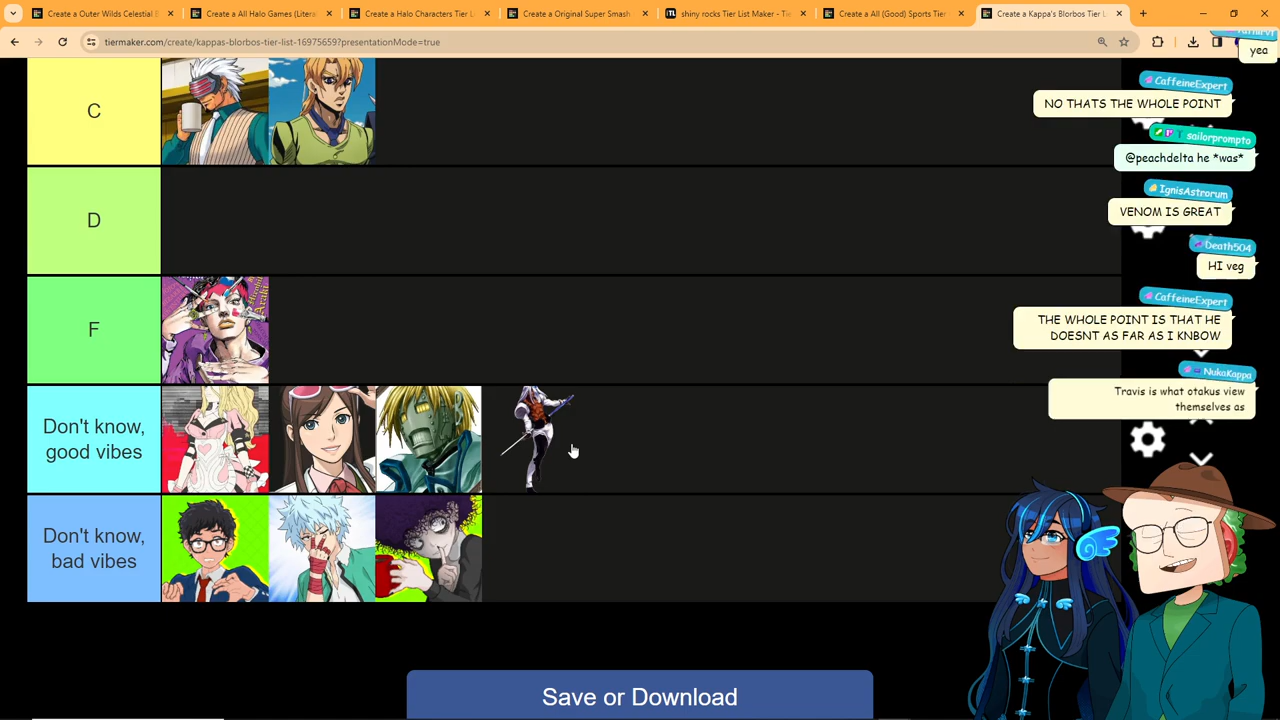 Create a Outer Wilds Celestial B
Create a All Halo Games (Litera
Create a Halo Characters Tier L
Create a Original Super Smash
shiny rocks Tier List Maker - Tie
Create a All (Good) Sports Tier
Create a Kappa's Blorbos Tier L
tiermaker.com/create/kappas-blorbos-tier-list-16975659?presentationMode=true
yea
CaffeineExpert
NO THATS THE WHOLE POINT
sailorprompto
@peachdelta he *was*
IgnisAstrorum
VENOM IS GREAT
Death504
HI veg
CaffeineExpert
THE WHOLE POINT IS THAT HE
DOESNT AS FAR AS I KNBOW
NukaKappa
Travis is what otakus view
themselves as
C
D
F
Don't know,
good vibes
Don't know,
bad vibes
Save or Download